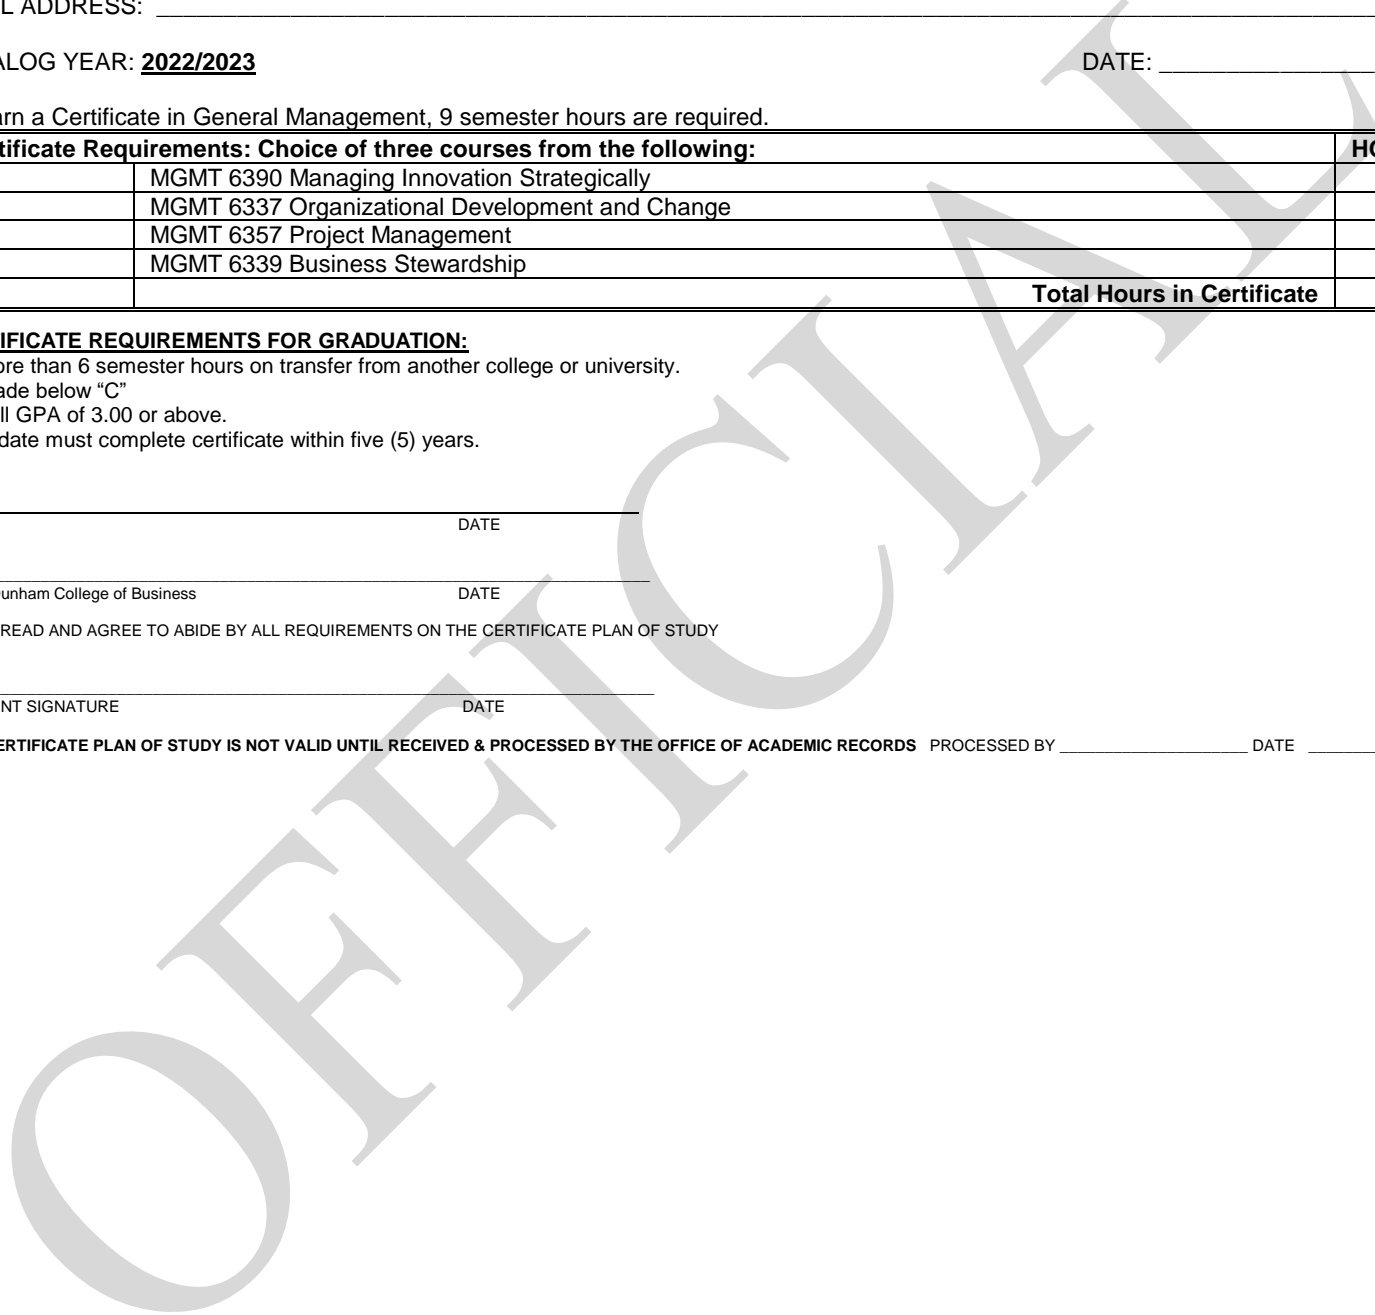 L ADDRESS: ____________________
ALOG YEAR: 2022/2023 DATE: ________________
arn a Certificate in General Management, 9 semester hours are required.
tificate Requirements: Choice of three courses from the following: HO
MGMT 6390 Managing Innovation Strategically
MGMT 6337 Organizational Development and Change
MGMT 6357 Project Management
MGMT 6339 Business Stewardship
Total Hours in Certificate
IFICATE REQUIREMENTS FOR GRADUATION:
ore than 6 semester hours on transfer from another college or university.
ade below “C”
ll GPA of 3.00 or above.
date must complete certificate within five (5) years.
DATE
unham College of Business DATE
READ AND AGREE TO ABIDE BY ALL REQUIREMENTS ON THE CERTIFICATE PLAN OF STUDY
NT SIGNATURE DATE
ERTIFICATE PLAN OF STUDY IS NOT VALID UNTIL RECEIVED & PROCESSED BY THE OFFICE OF ACADEMIC RECORDS PROCESSED BY ____________________ DATE ________
OFFICIAL